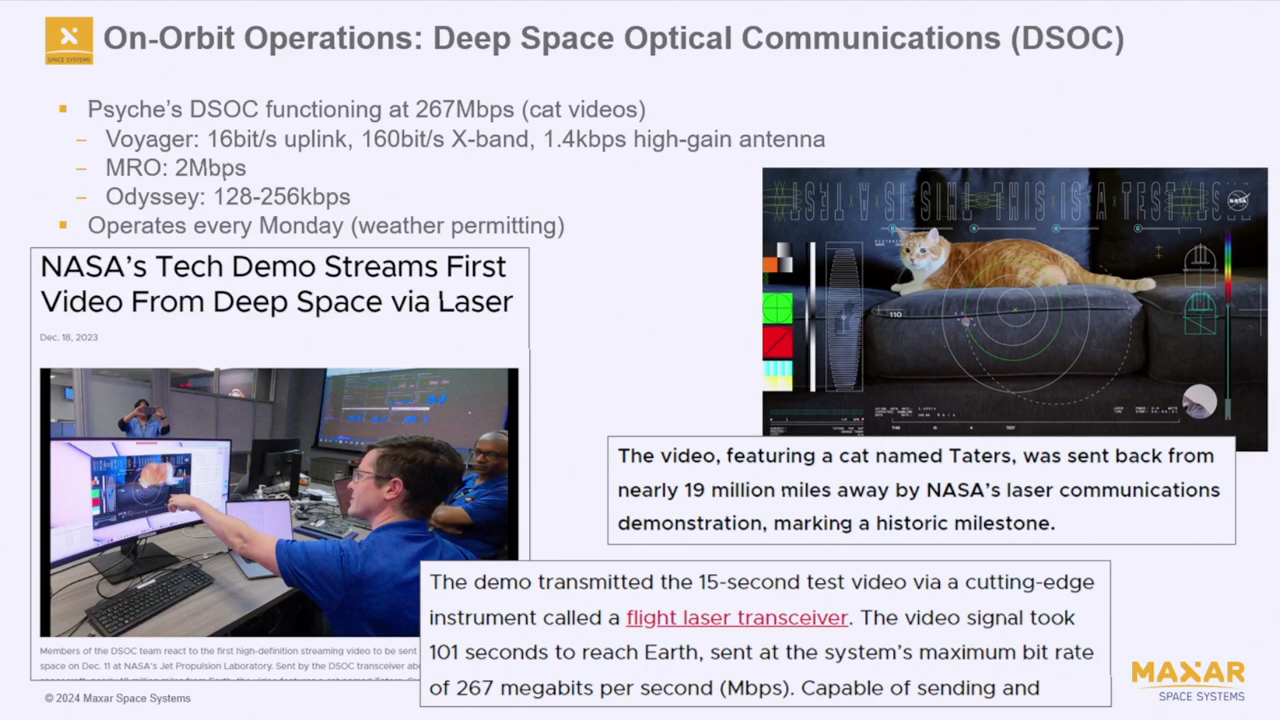 SPACE SYSTEMS
On-Orbit Operations: Deep Space Optical Communications (DSOC)
Psyche's DSOC functioning at 267Mbps (cat videos)
– Voyager: 16bit/s uplink, 160bit/s X-band, 1.4kbps high-gain antenna
– MRO: 2Mbps
– Odyssey: 128-256kbps
Operates every Monday (weather permitting)
NASA's Tech Demo Streams First
Video From Deep Space via Laser
Dec. 18, 2023
Members of the DSOC team react to the first high-definition streaming video to be sent
space on Dec. 11 at NASA's Jet Propulsion Laboratory. Sent by the DSOC transceiver
THIS IS A TEST
NASA
110
THIS IS A TEST
The video, featuring a cat named Taters, was sent back from
nearly 19 million miles away by NASA's laser communications
demonstration, marking a historic milestone.
The demo transmitted the 15-second test video via a cutting-edge
instrument called a flight laser transceiver. The video signal took
101 seconds to reach Earth, sent at the system's maximum bit rate
of 267 megabits per second (Mbps). Capable of sending and
© 2024 Maxar Space Systems
MAXAR
SPACE SYSTEMS